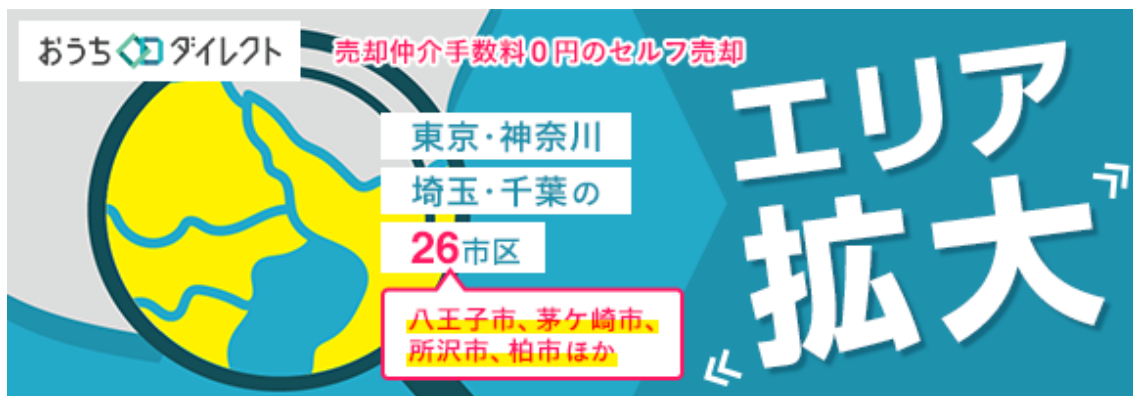 おうちダイレクト
売却仲介手数料0円のセルフ売却
東京・神奈川
埼玉・千葉の
26市区
八王子市、茅ケ崎市、
所沢市、柏市ほか
エリア
拡大